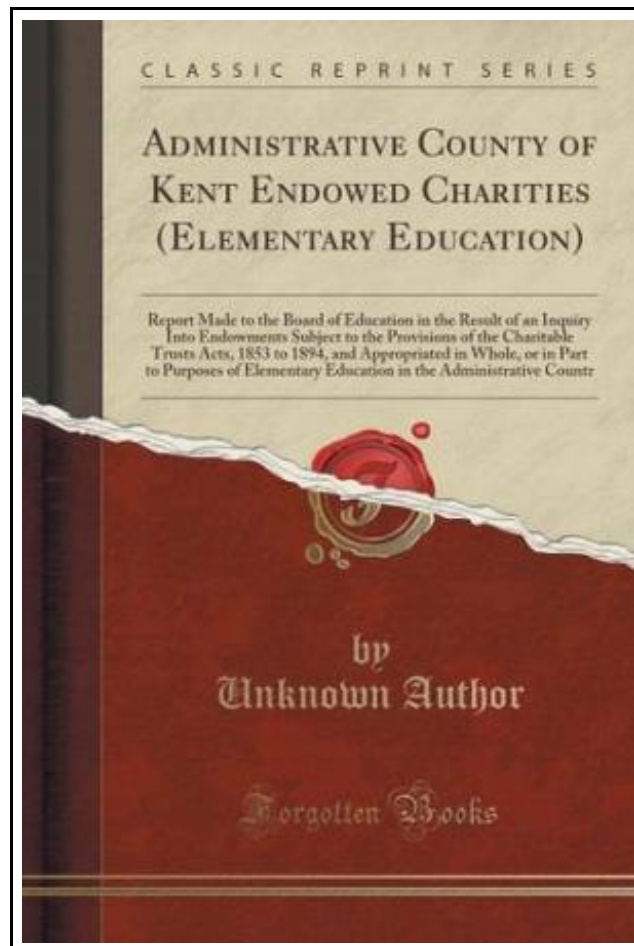 CLASSIC REPRINT SERIES
ADMINISTRATIVE COUNTY OF
KENT ENDOWED CHARITIES
(ELEMENTARY EDUCATION)
Report Made to the Board of Education in the Result of an Inquiry
Into Endowments Subject to the Provisions of the Charitable
Trusts Acts, 1853 to 1894, and Appropriated in Whole, or in Part
to Purposes of Elementary Education in the Administrative Countr
F
by
Unknown Author
Forgotten Books